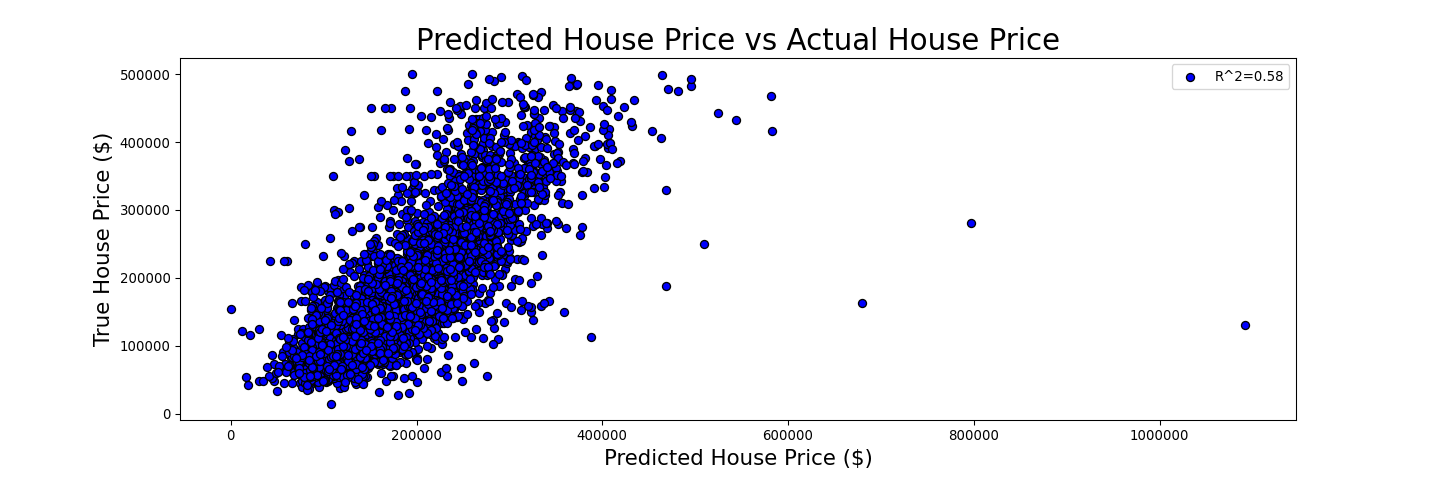 Predicted House Price vs Actual House Price
R^2=0.58
True House Price ($)
500000
400000
300000
200000
100000
0
0 200000 400000 600000 800000 1000000
Predicted House Price ($)